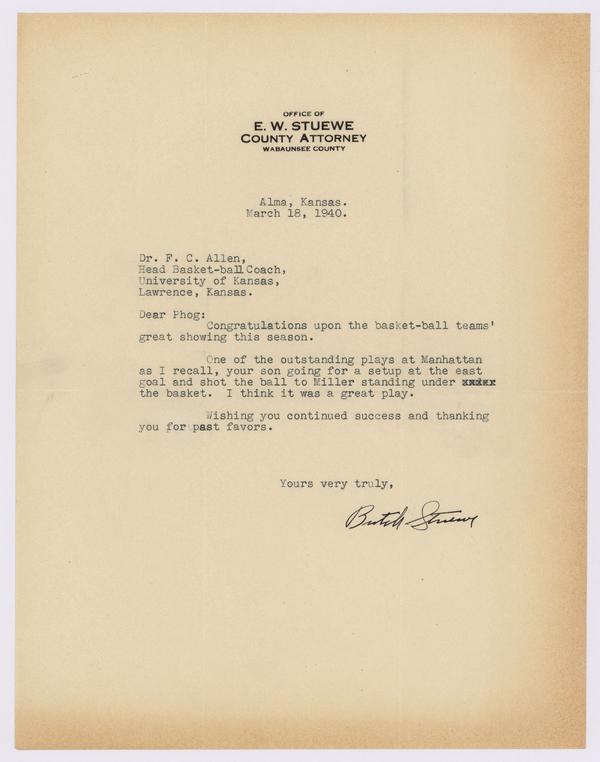 OFFICE OF
E. W. STUEWE
COUNTY ATTORNEY
WABAUNSEE COUNTY
Alma, Kansas.
March 18, 1940.
Dr. F. C. Allen,
Head Basket-ball Coach,
University of Kansas,
Lawrence, Kansas.
Dear Phog:
Congratulations upon the basket-ball teams'
great showing this season.
One of the outstanding plays at Manhattan
as I recall, your son going for a setup at the east
goal and shot the ball to Miller standing under
the basket. I think it was a great play.
Wishing you continued success and thanking
you for past favors.
Yours very truly,
Butch Stuewe